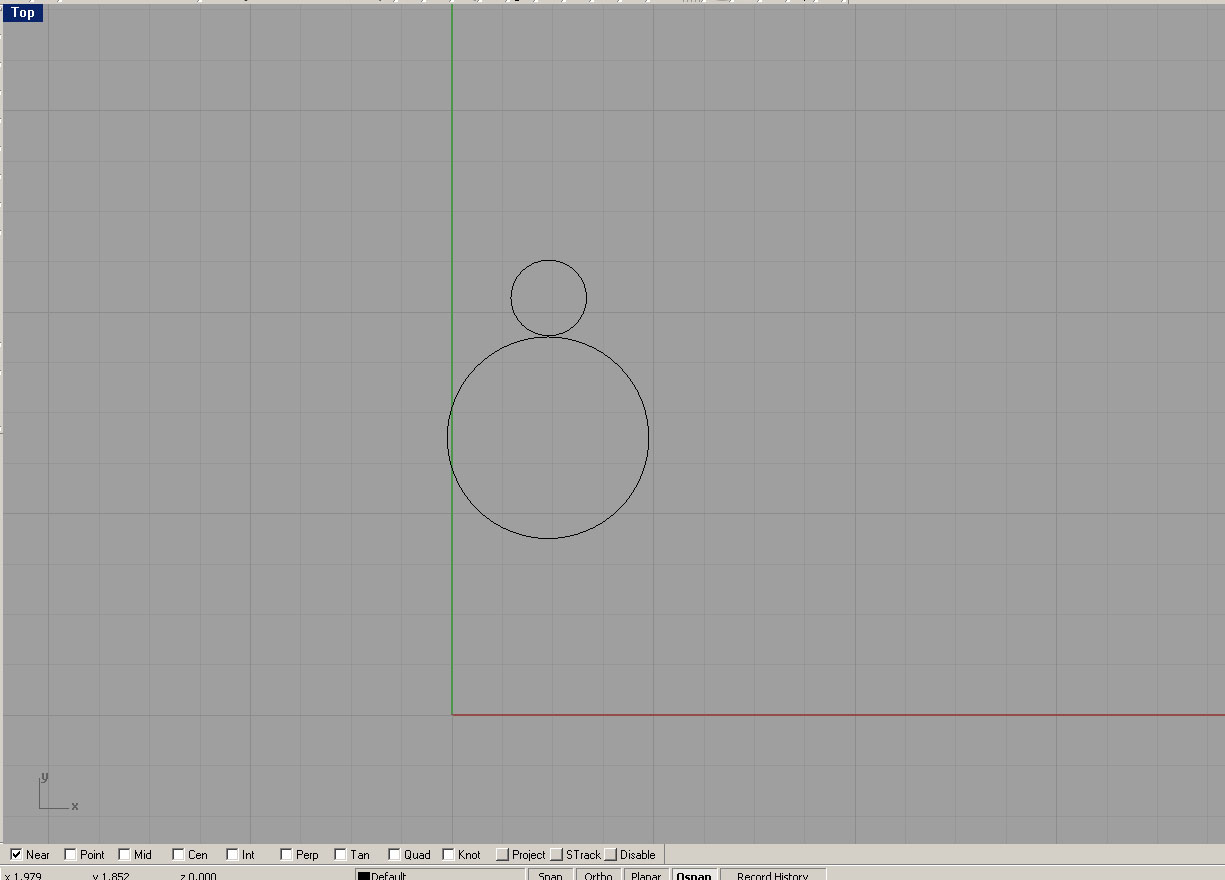 Top
y
x
Near Point Mid Cen Int Perp Tan Quad Knot Project STrack Disable
x 1.979 y 1.852 z 0.000 Default Snap Ortho Planar Osnap Record History